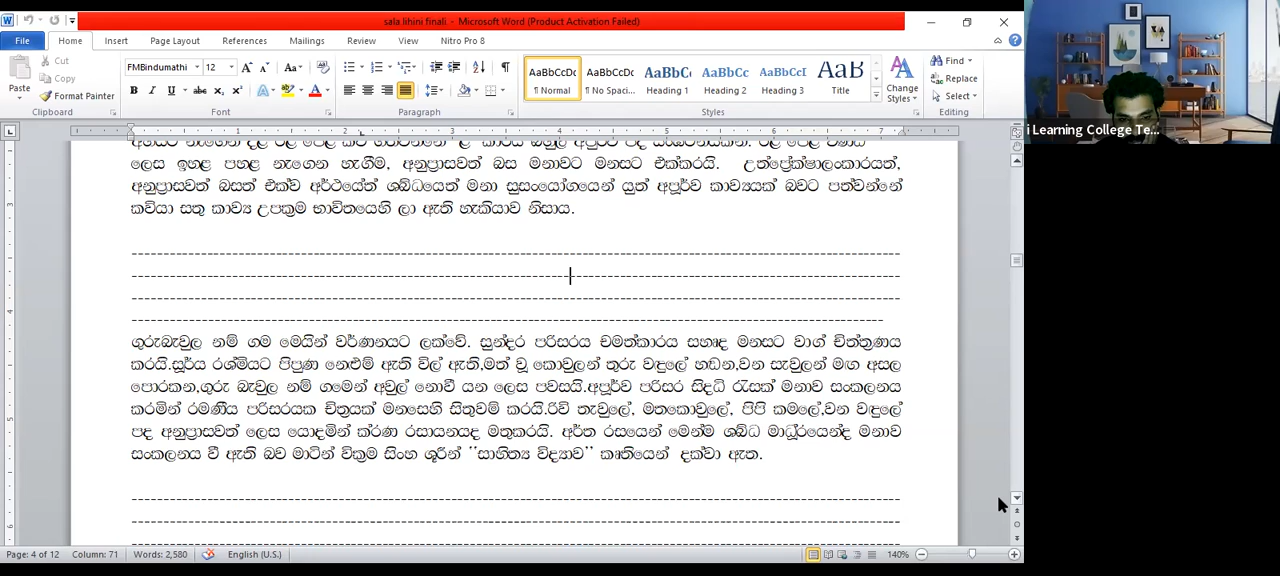 sala lihini finali - Microsoft Word (Product Activation Failed)
File Home Insert Page Layout References Mailings Review View Nitro Pro 8
Cut
Copy
Format Painter
Paste
Clipboard
FMBindumathi 12
Font
Paragraph
AaBbCcDc AaBbCcDc AaBbC AaBbCc AaBbCcI AaB
¶ Normal ¶ No Spaci... Heading 1 Heading 2 Heading 3 Title
Change Styles
Styles
Find
Replace
Select
Editing
i Learning College Te...
ලෙස ඉහළ පහළ නැගෙන හැගීම, අනුප්‍රාසවත් බස මනාවට මනසට එක්කරයි. උත්ප්‍රේක්ෂාලංකාරයත්,
අනුප්‍රාසවත් බසත් එක්ව අර්ථයේත් ශබ්ධයෙත් මනා සුසංයෝගයෙන් යුත් අපූර්ව කාව්‍යයක් බවට පත්වන්නේ
කවියා සතු කාව්‍ය උපක්‍රම භාවිතයෙහි ලා ඇති හැකියාව නිසාය.
ගුරුබැවුල නම් ගම මෙයින් වර්ණනයට ලක්වේ. සුන්දර පරිසරය චමත්කාරය සහෘද මනසට වාග් චිත්‍රණය
කරයි.සූර්ය රශ්මියට පිපුණ නෙළුම් ඇති විල් ඇති,මත් වූ කොවුලන් තුරු වඳුලේ හඬන,වන සැවුලන් මඟ අසල
පොරකන,ගුරු බැවුල නම් ගමෙන් අවුල් නොවී යන ලෙස පවසයි.අපූර්ව පරිසර සිද්ධි රැසක් මනාව සංකලනය
කරමින් රමණීය පරිසරයක චිත්‍රයක් මනසෙහි සිතුවම් කරයි.රිවි තැවුලේ, මතකොවුලේ, පිපි කමලේ,වන වඳුලේ
පද අනුප්‍රාසවත් ලෙස යොදමින් ක්රණ රසායනයද මතුකරයි. අර්ත රසයෙන් මෙන්ම ශබ්ධ මාධූර්යෙන්ද මනාව
සංකලනය වී ඇති බව මාටින් වික්‍රම සිංහ ශූරීන් "සාහිත්‍ය විද්‍යාව" කෘතියෙන් දක්වා ඇත.
Page: 4 of 12 Column: 71 Words: 2,580 English (U.S.) 140%